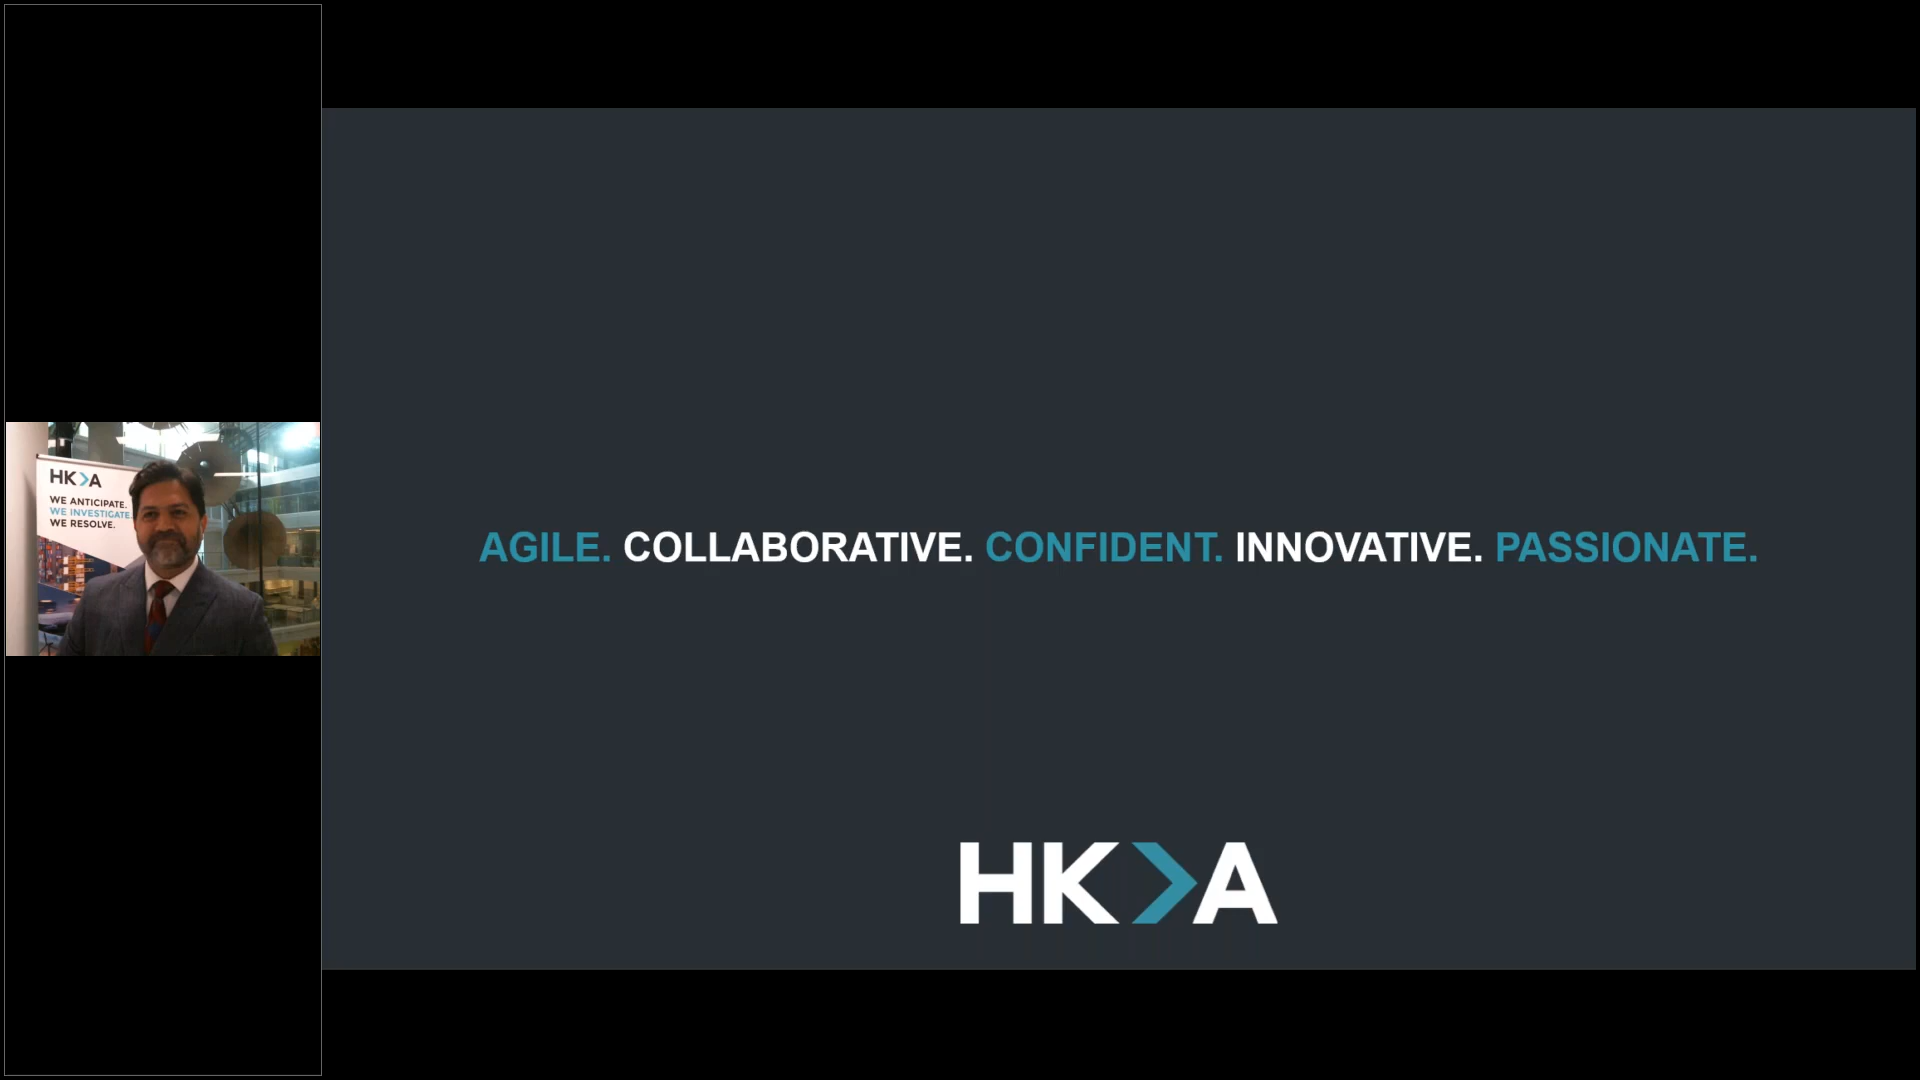 HK>A
WE ANTICIPATE.
WE INVESTIGATE.
WE RESOLVE.
AGILE. COLLABORATIVE. CONFIDENT. INNOVATIVE. PASSIONATE.
HK>A